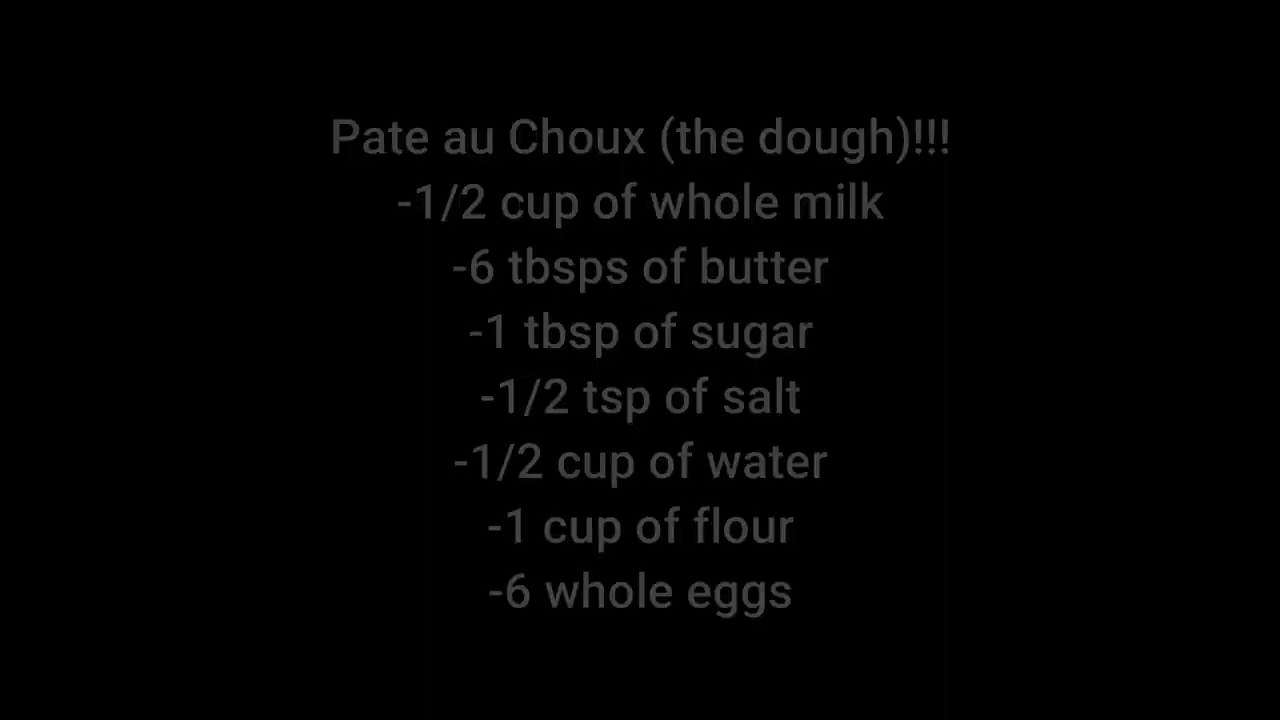 Pate au Choux (the dough)!!!
-1/2 cup of whole milk
-6 tbsps of butter
-1 tbsp of sugar
-1/2 tsp of salt
-1/2 cup of water
-1 cup of flour
-6 whole eggs